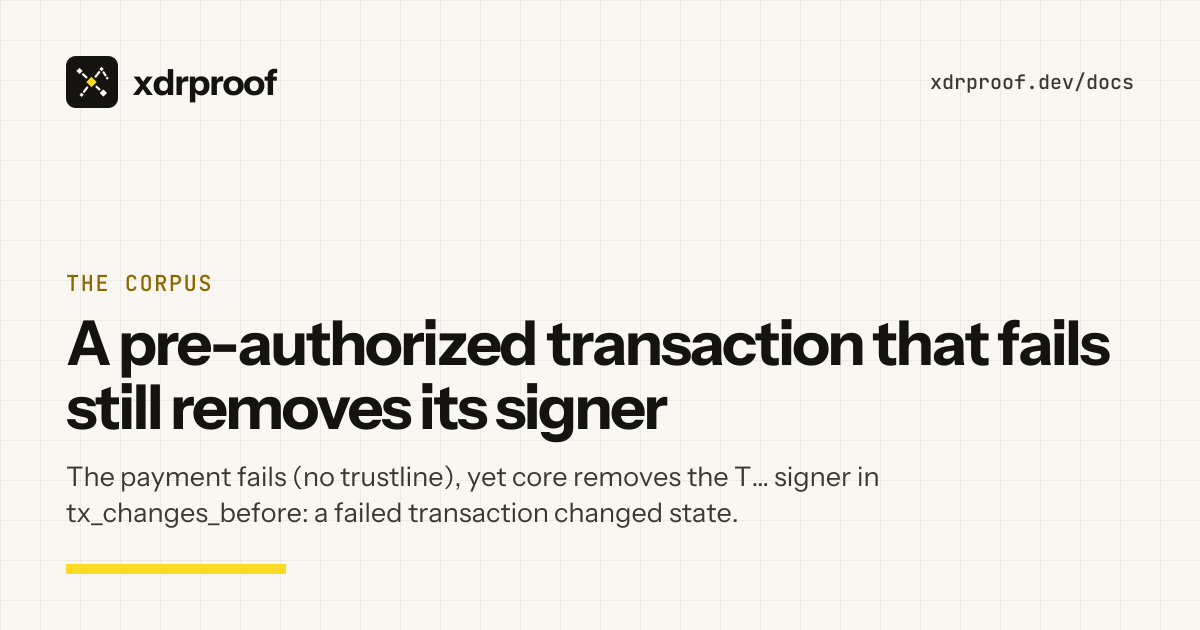 xdrproof
xdrproof.dev/docs
THE CORPUS
A pre-authorized transaction that fails
still removes its signer
The payment fails (no trustline), yet core removes the T... signer in
tx_changes_before: a failed transaction changed state.